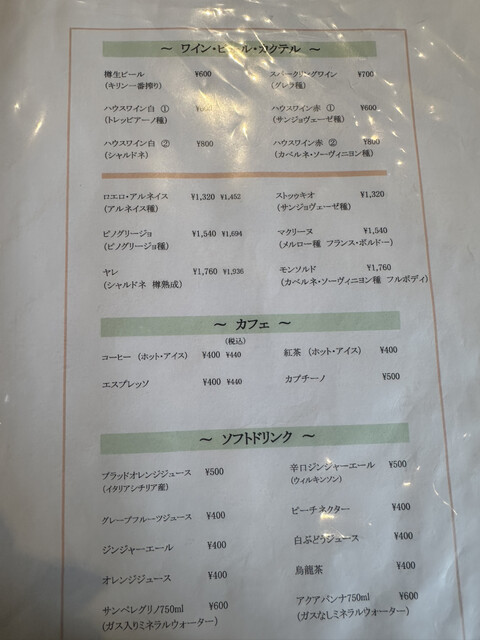 ～ ワイン・ビール・カクテル ～
樽生ビール ¥600 スパークリングワイン ¥700
(キリン一番搾り) (グレラ種)
ハウスワイン白 ① ハウスワイン赤 ① ¥600
(トレッビアーノ種) (サンジョヴェーゼ種)
ハウスワイン白 ② ¥800 ハウスワイン赤 ② ¥800
(シャルドネ) (カベルネ・ソーヴィニヨン種)
ロエロ・アルネイス ¥1,320 ¥1,452 ストゥッキオ ¥1,320
(アルネイス種) (サンジョヴェーゼ種)
ピノグリージョ ¥1,540 ¥1,694 マクリーヌ ¥1,540
(ピノグリージョ種) (メルロー種 フランス・ボルドー)
ヤレ ¥1,760 ¥1,936 モンソルド ¥1,760
(シャルドネ 樽熟成) (カベルネ・ソーヴィニヨン種 フルボディ)
～ カフェ ～
(税込)
コーヒー (ホット・アイス) ¥400 ¥440 紅茶 (ホット・アイス) ¥400
エスプレッソ ¥400 ¥440 カプチーノ ¥500
～ ソフトドリンク ～
ブラッドオレンジジュース ¥500 辛口ジンジャーエール ¥500
(イタリアシチリア産) (ウィルキンソン)
グレープフルーツジュース ¥400 ピーチネクター ¥400
ジンジャーエール ¥400 白ぶどうジュース ¥400
オレンジジュース ¥400 烏龍茶 ¥400
サンペレグリノ750ml ¥600 アクアパンナ750ml ¥600
(ガス入りミネラルウォーター) (ガスなしミネラルウォーター)